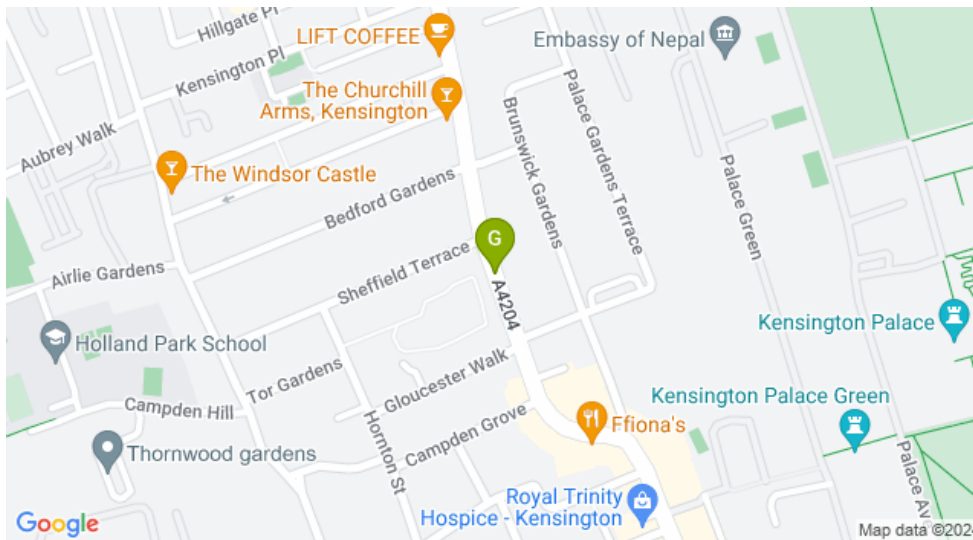 Hillgate Pl
LIFT COFFEE
Embassy of Nepal
Kensington Pl
The Churchill
Arms, Kensington
Aubrey Walk
The Windsor Castle
Bedford Gardens
Brunswick Gardens
Palace Gardens Terrace
Palace Green
G
Sheffield Terrace
Airlie Gardens
A4204
Kensington Palace
Holland Park School
Tor Gardens
Gloucester Walk
Kensington Palace Green
Campden Hill
Hornton St
Campden Grove
Ffiona's
Thornwood gardens
Palace Ave
Royal Trinity
Hospice - Kensington
Google
Map data ©2024